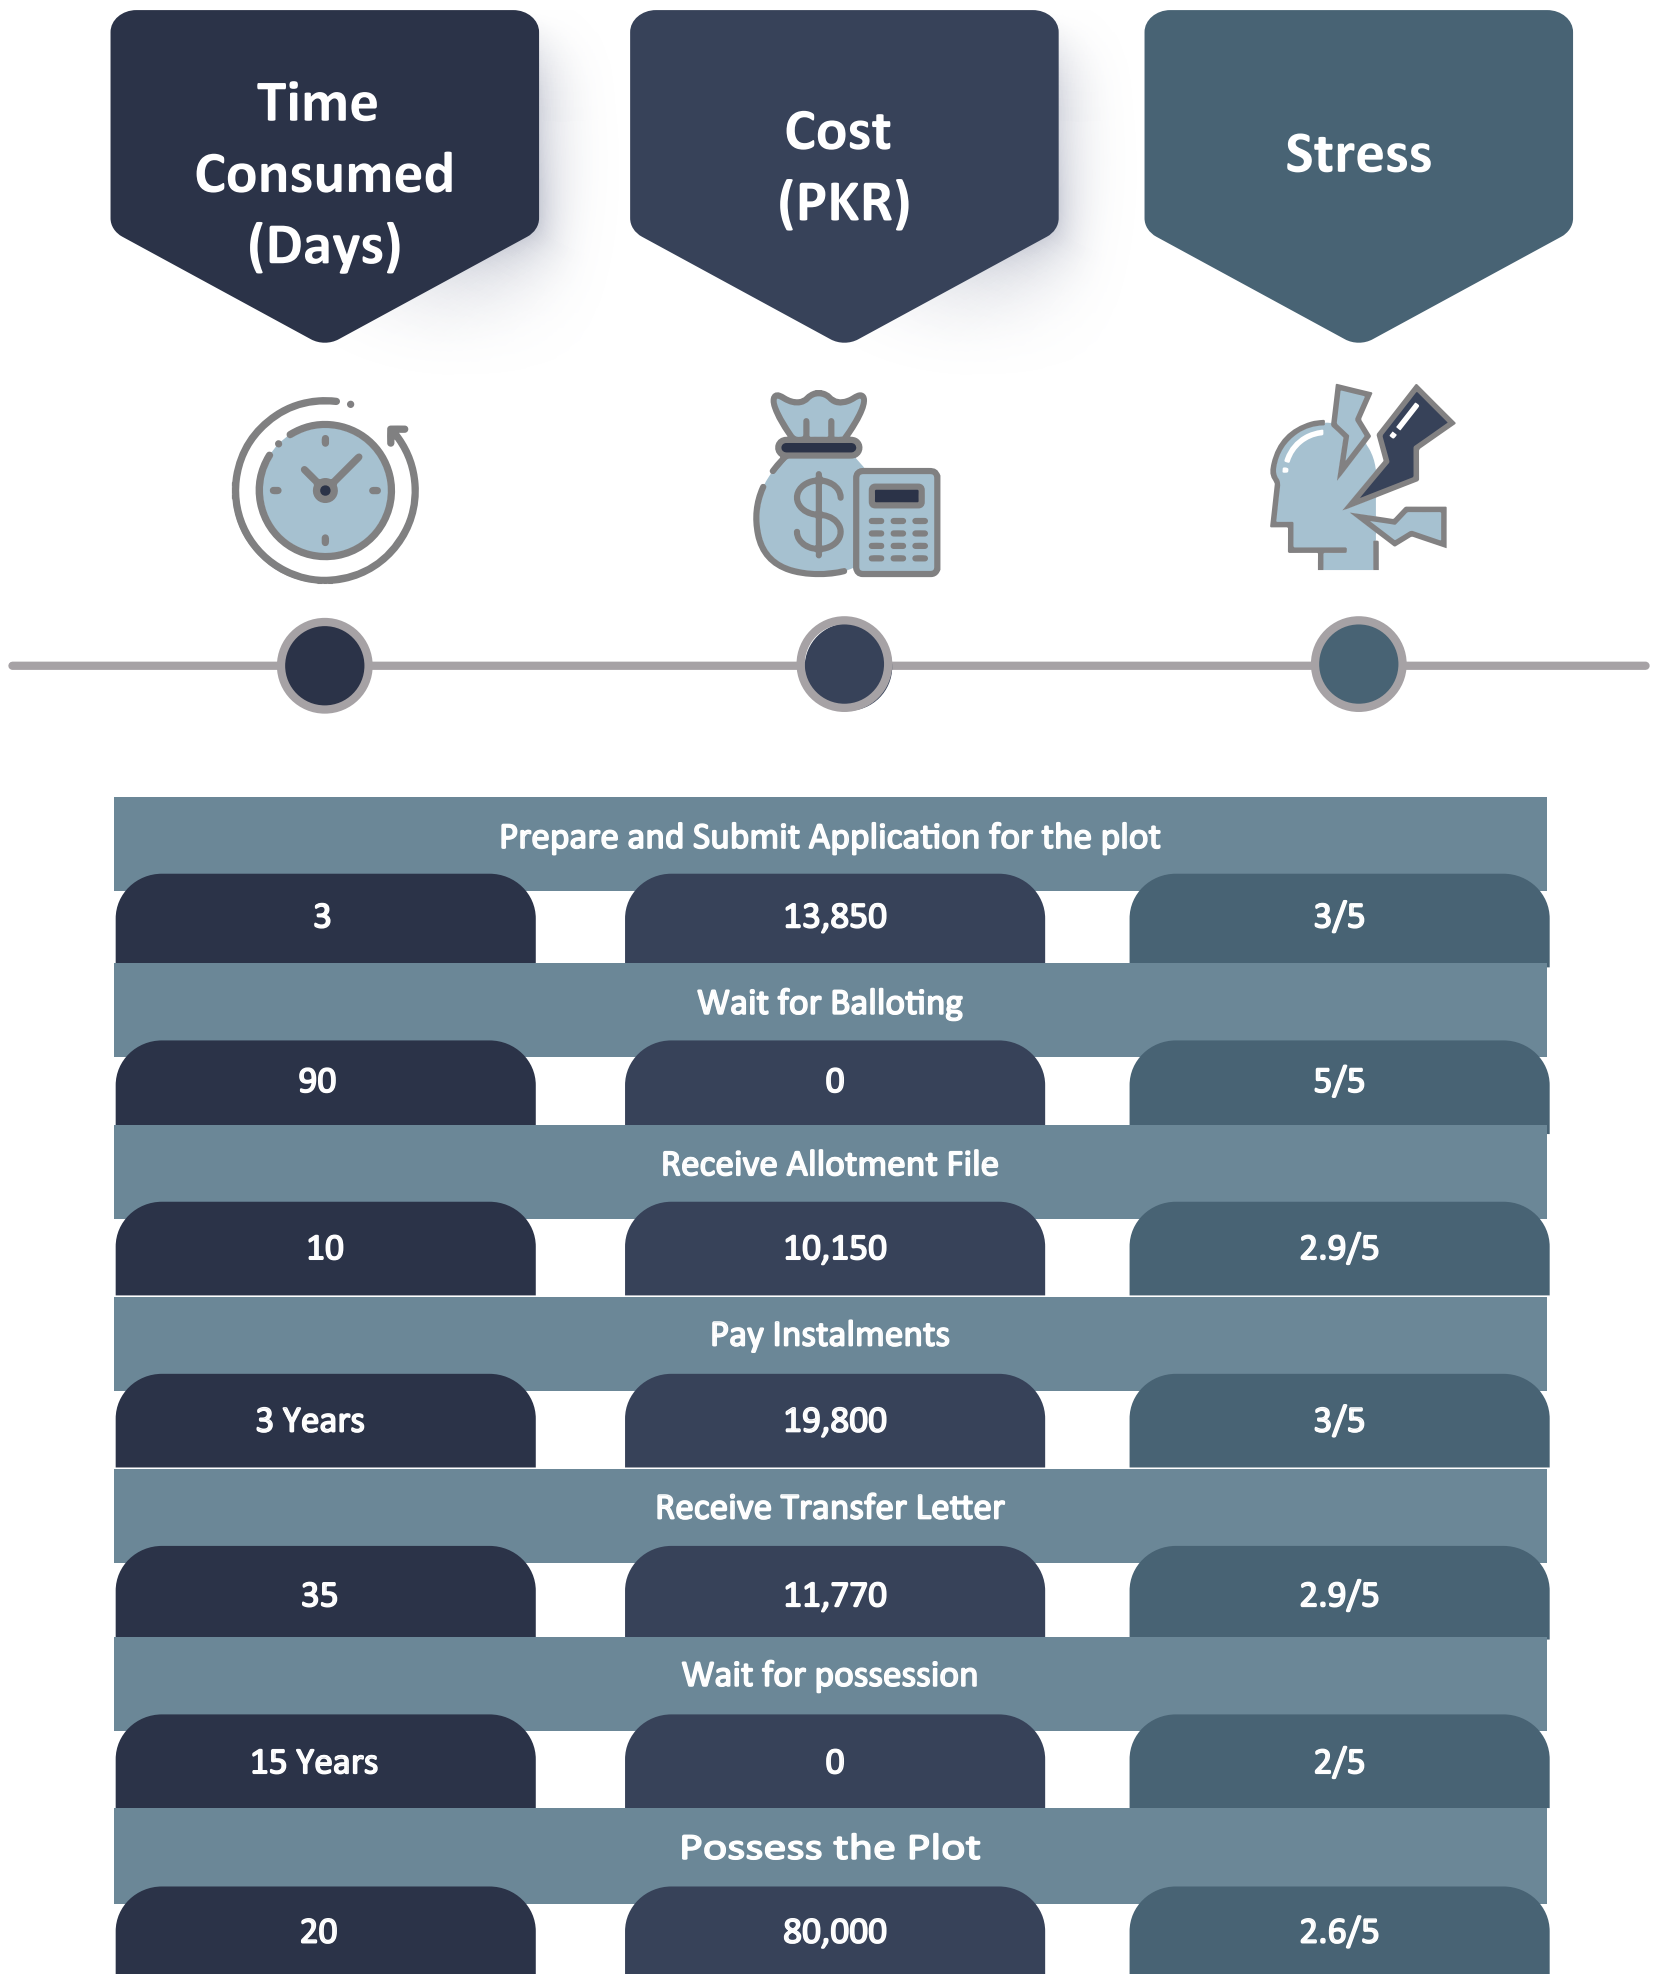 Time
Consumed
(Days)
Cost
(PKR)
Stress
$
Prepare and Submit Application for the plot
3
13,850
3/5
Wait for Balloting
90
0
5/5
Receive Allotment File
10
10,150
2.9/5
Pay Instalments
3 Years
19,800
3/5
Receive Transfer Letter
35
11,770
2.9/5
Wait for possession
15 Years
0
2/5
Possess the Plot
20
80,000
2.6/5